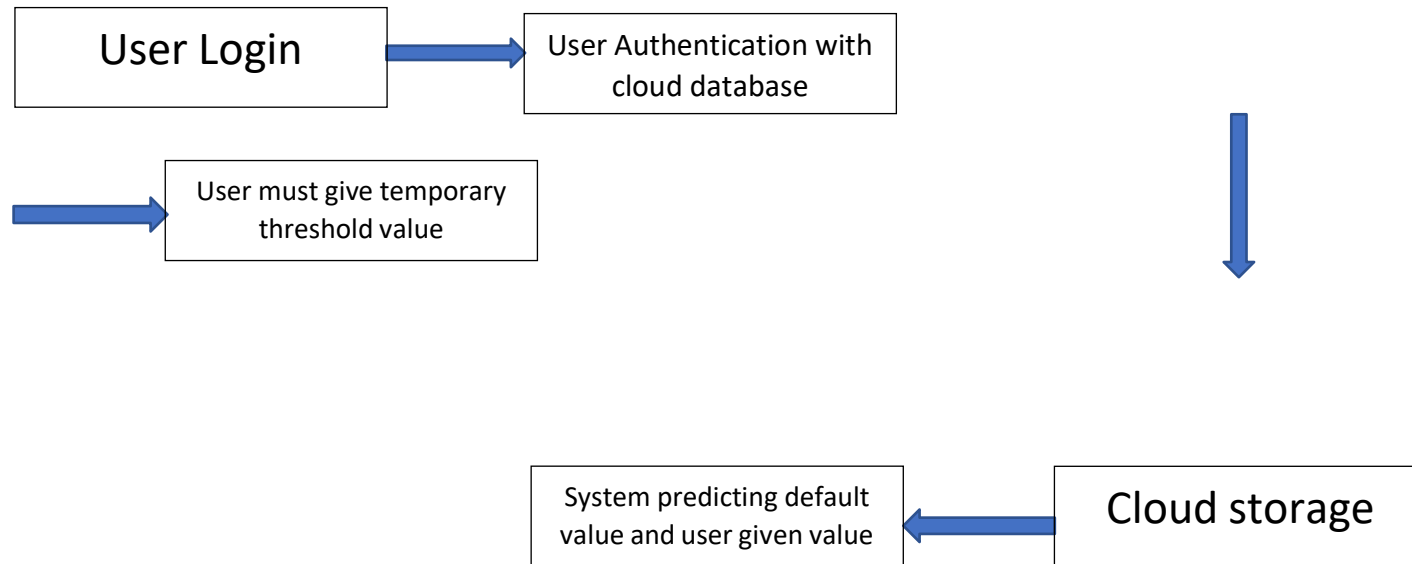 User Login
User Authentication with
cloud database
User must give temporary
threshold value
System predicting default
value and user given value
Cloud storage